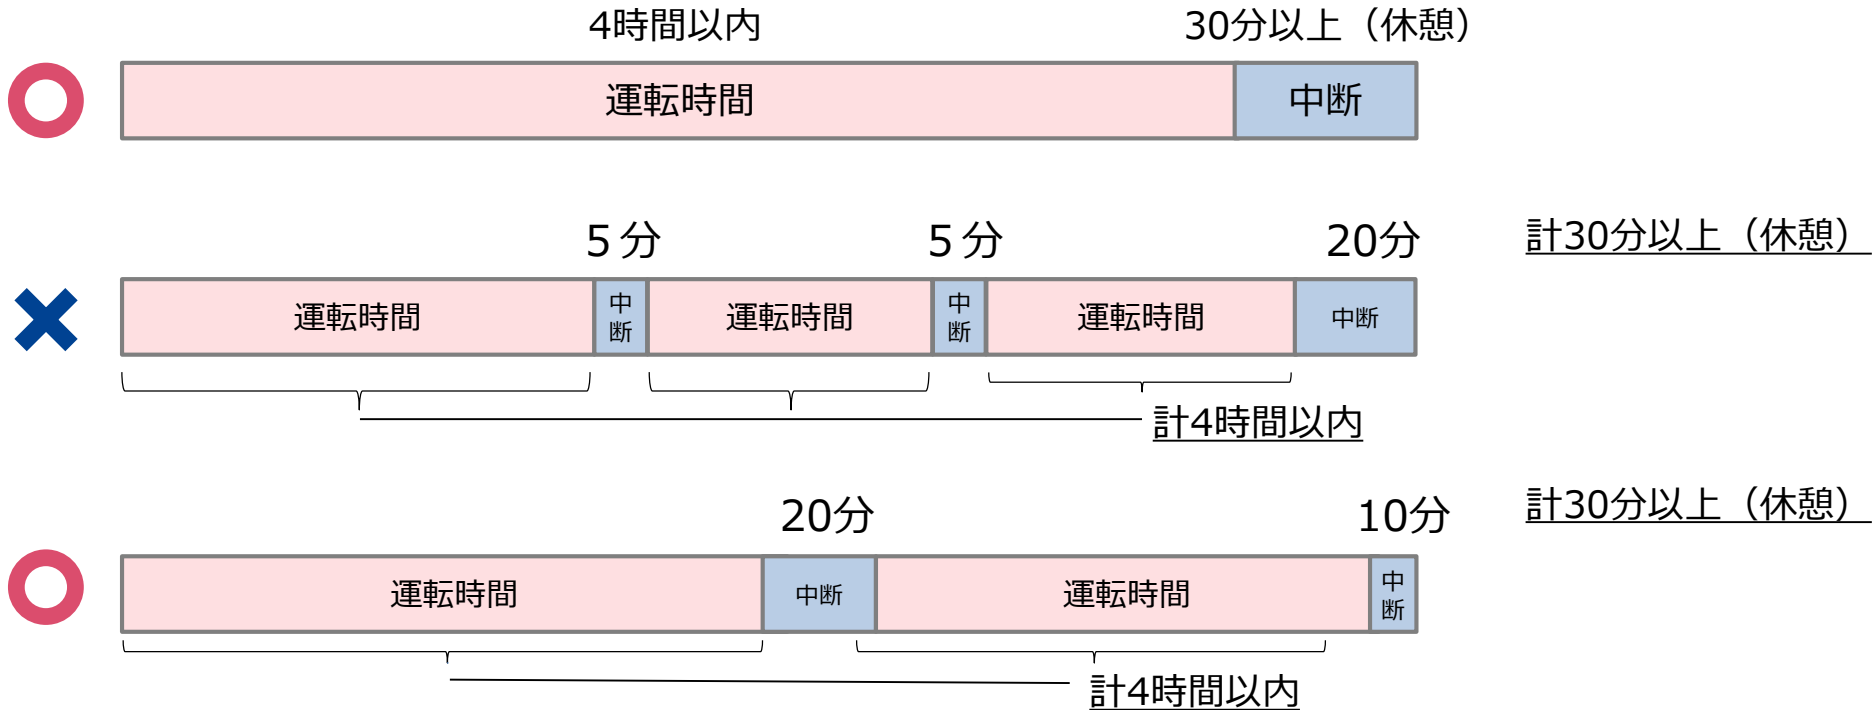 4時間以内 30分以上（休憩）
運転時間 中断
５分 ５分 20分 計30分以上（休憩）
運転時間 中断 運転時間 中断 運転時間 中断
計4時間以内
20分 10分 計30分以上（休憩）
運転時間 中断 運転時間 中断
計4時間以内